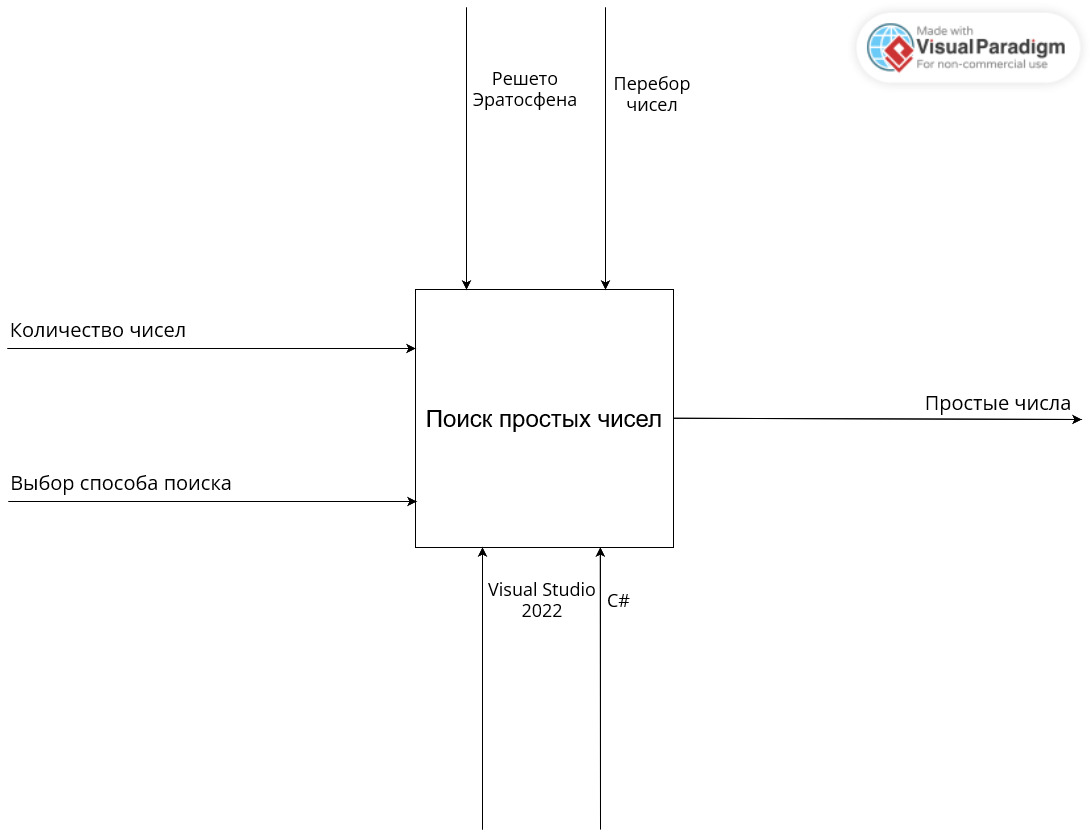 Made with
Visual Paradigm
For non-commercial use
Решето
Эратосфена
Перебор
чисел
Количество чисел
Простые числа
Поиск простых чисел
Выбор способа поиска
Visual Studio
2022
C#